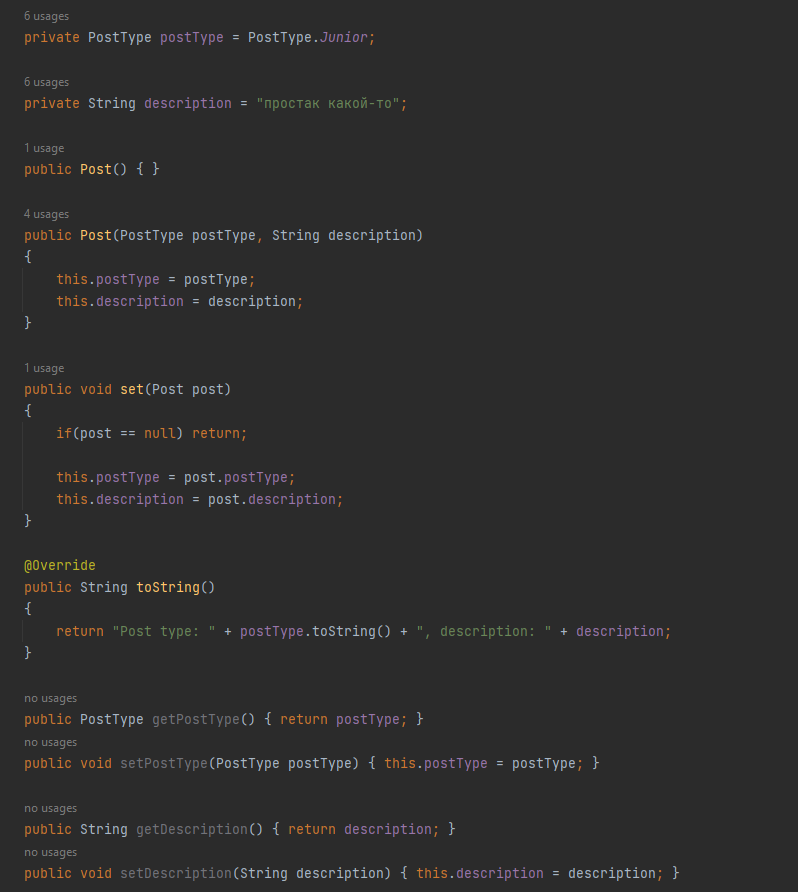 6 usages
private PostType postType = PostType.Junior;
6 usages
private String description = "простак какой-то";
1 usage
public Post() { }
4 usages
public Post(PostType postType, String description)
{
this.postType = postType;
this.description = description;
}
1 usage
public void set(Post post)
{
if(post == null) return;
this.postType = post.postType;
this.description = post.description;
}
@Override
public String toString()
{
return "Post type: " + postType.toString() + ", description: " + description;
}
no usages
public PostType getPostType() { return postType; }
no usages
public void setPostType(PostType postType) { this.postType = postType; }
no usages
public String getDescription() { return description; }
no usages
public void setDescription(String description) { this.description = description; }